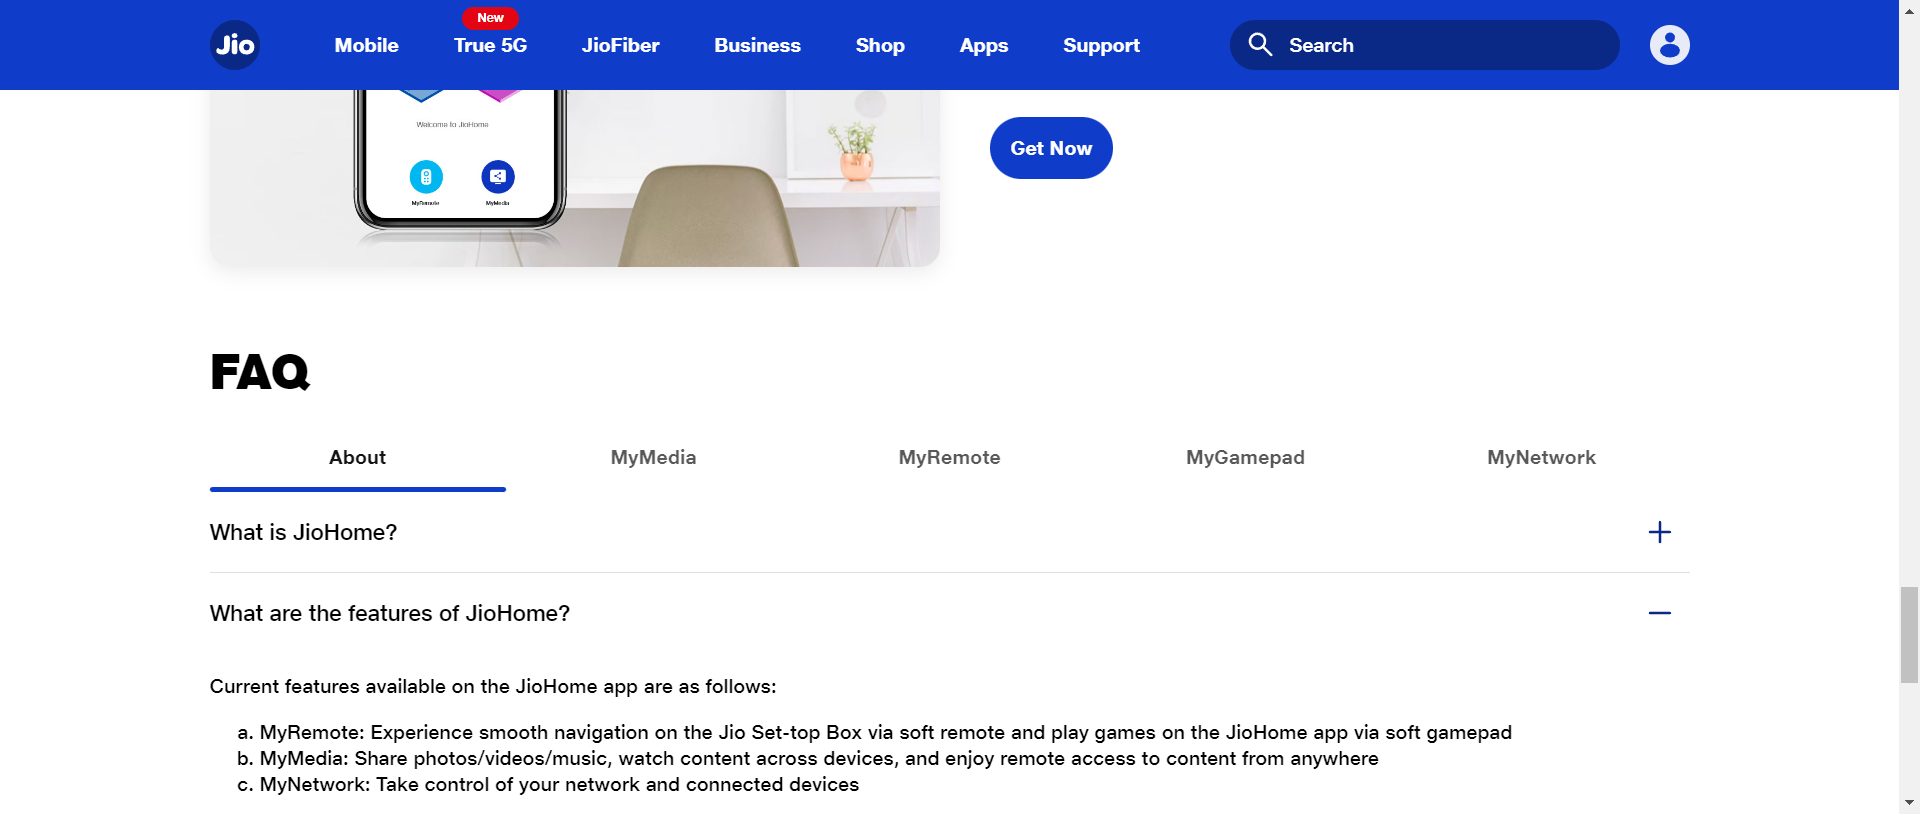 New
Jio Mobile True 5G JioFiber Business Shop Apps Support Search
Welcome to JioHome
MyRemote MyMedia
Get Now
FAQ
About MyMedia MyRemote MyGamepad MyNetwork
What is JioHome?
What are the features of JioHome?
Current features available on the JioHome app are as follows:
a. MyRemote: Experience smooth navigation on the Jio Set-top Box via soft remote and play games on the JioHome app via soft gamepad
b. MyMedia: Share photos/videos/music, watch content across devices, and enjoy remote access to content from anywhere
c. MyNetwork: Take control of your network and connected devices